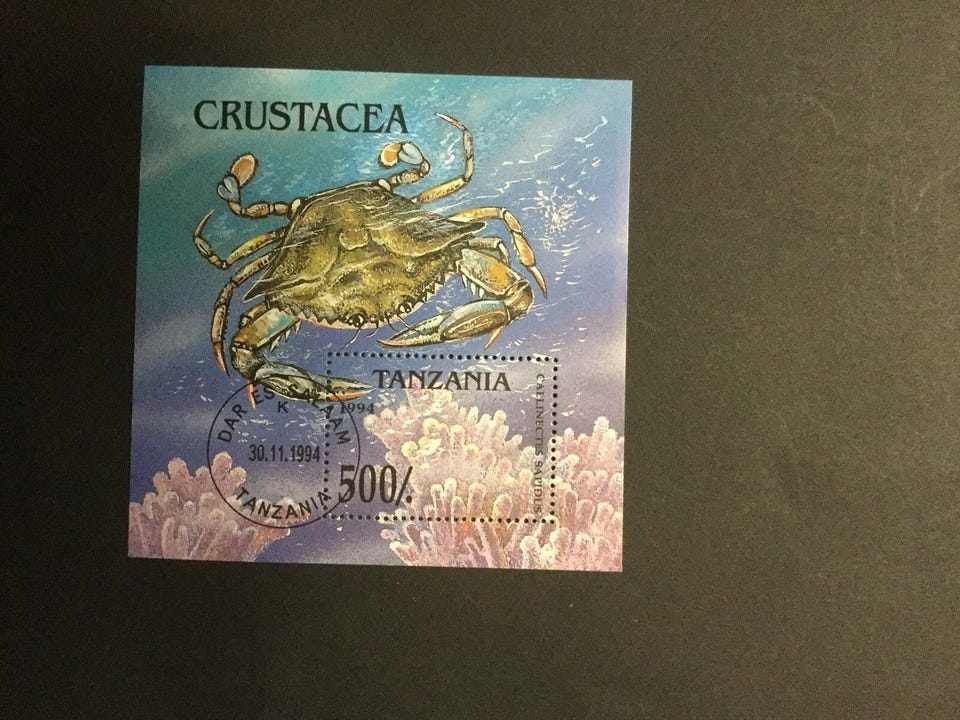 CRUSTACEA
TANZANIA
1994
CALLINECTES SAPIDUS
500/.
DAR ES SALAAM
K
30.11.1994
TANZANIA